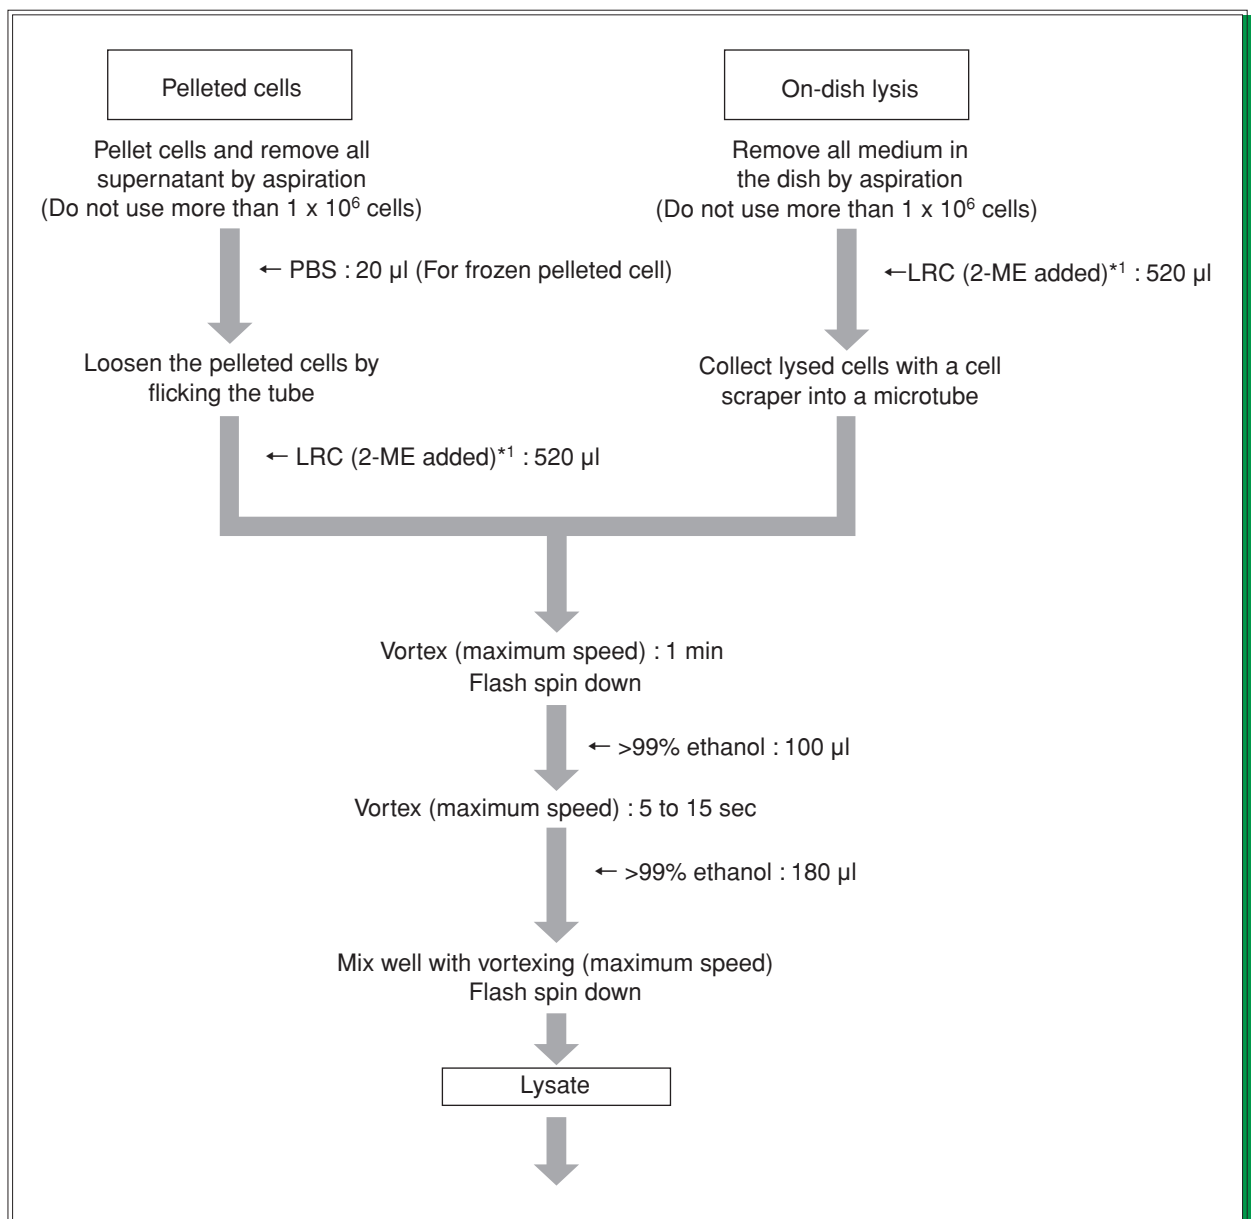 Pelleted cells
Pellet cells and remove all
supernatant by aspiration
(Do not use more than 1 x 10⁶ cells)
← PBS : 20 µl (For frozen pelleted cell)
Loosen the pelleted cells by
flicking the tube
← LRC (2-ME added)*¹ : 520 µl
On-dish lysis
Remove all medium in
the dish by aspiration
(Do not use more than 1 x 10⁶ cells)
←LRC (2-ME added)*¹ : 520 µl
Collect lysed cells with a cell
scraper into a microtube
Vortex (maximum speed) : 1 min
Flash spin down
← >99% ethanol : 100 µl
Vortex (maximum speed) : 5 to 15 sec
← >99% ethanol : 180 µl
Mix well with vortexing (maximum speed)
Flash spin down
Lysate